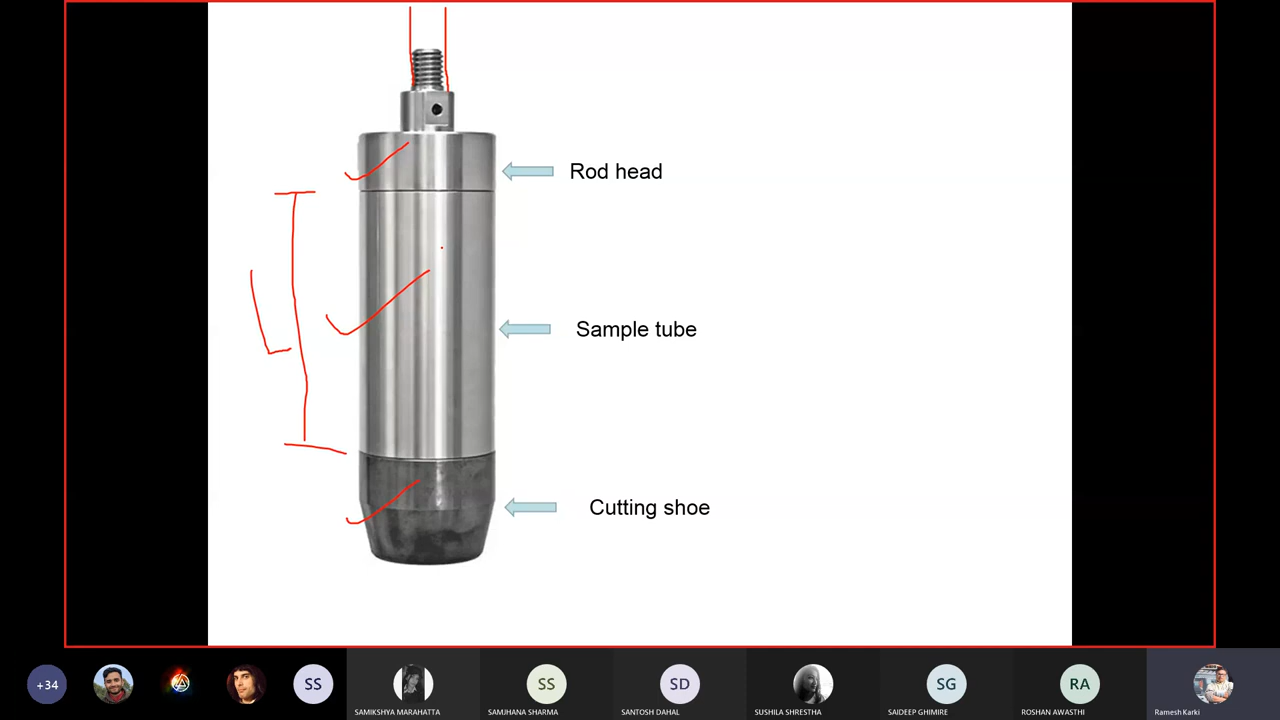 Rod head
Sample tube
Cutting shoe
+34
SS
SS
SD
SG
RA
SAMIKSHYA MARAHATTA
SAMJHANA SHARMA
SANTOSH DAHAL
SUSHILA SHRESTHA
SAIDEEP GHIMIRE
ROSHAN AWASTHI
Ramesh Karki